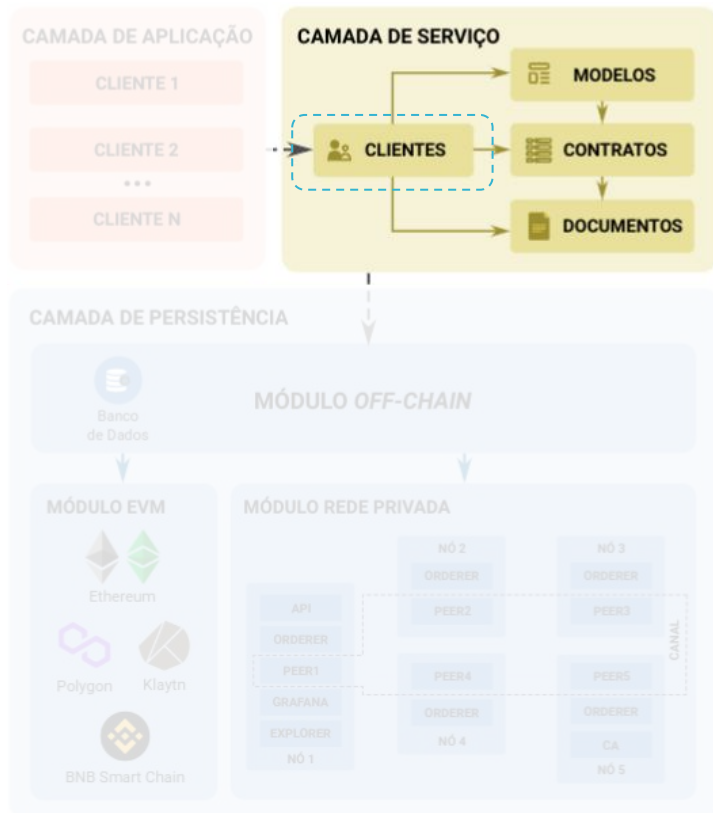 CAMADA DE APLICAÇÃO
CLIENTE 1
CLIENTE 2
•••
CLIENTE N
CAMADA DE SERVIÇO
CLIENTES
MODELOS
CONTRATOS
DOCUMENTOS
CAMADA DE PERSISTÊNCIA
Banco
de Dados
MÓDULO OFF-CHAIN
MÓDULO EVM
Ethereum
Polygon
Klaytn
BNB Smart Chain
MÓDULO REDE PRIVADA
API
ORDERER
PEER1
GRAFANA
EXPLORER
NÓ 1
NÓ 2
ORDERER
PEER2
NÓ 3
ORDERER
PEER3
PEER4
ORDERER
NÓ 4
PEER5
ORDERER
CA
NÓ 5
CANAL